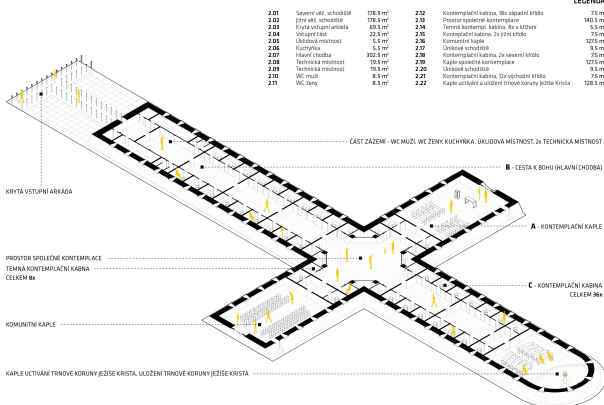 LEGENDA
2.01 Severní věž, schodiště 178.5 m²
2.02 Jižní věž, schodiště 178.5 m²
2.03 Krytá vstupní arkáda 69.5 m²
2.04 Vstupní část 22.5 m²
2.05 Úklidová místnost 5.5 m²
2.06 Kuchyňka 5.5 m²
2.07 Hlavní chodba 302.5 m²
2.08 Technická místnost 19.5 m²
2.09 Technická místnost 19.5 m²
2.10 WC muži 8.5 m²
2.11 WC ženy 8.5 m²
2.12 Kontemplační kabina, 18x západní křídlo 7.5 m
2.13 Prostor společné kontemplace 140.5 m
2.14 Temná kontempl. kabina, 8x v křížení 5.5 m
2.15 Konteplační kabina, 2x jižní křídlo 7.5 m
2.16 Komunitní kaple 127.5 m
2.17 Únikové schodiště 9.5 m
2.18 Kontemplační kabina, 2x severní křídlo 7.5 m
2.19 Kaple společné kontemplace 127.5 m
2.20 Únikové schodiště 9.5 m
2.21 Kontemplační kabina, 12x východní křídlo 7.5 m
2.22 Kaple uctívání a uložení trnové koruny Ježíše Krista 128.5 m
ČÁST ZÁZEMÍ - WC MUŽI, WC ŽENY, KUCHYŇKA, ÚKLIDOVÁ MÍSTNOST, 2x TECHNICKÁ MÍSTNOST
B - CESTA K BOHU (HLAVNÍ CHODBA)
KRYTÁ VSTUPNÍ ARKÁDA
A - KONTEMPLAČNÍ KAPLE
PROSTOR SPOLEČNÉ KONTEMPLACE
TEMNÁ KONTEMPLAČNÍ KABNA
CELKEM 8x
C - KONTEMPLAČNÍ KABINA
CELKEM 36x
KOMUNITNÍ KAPLE
KAPLE UCTÍVÁNÍ TRNOVÉ KORUNY JEŽÍŠE KRISTA, ULOŽENÍ TRNOVÉ KORUNY JEŽÍŠE KRISTA